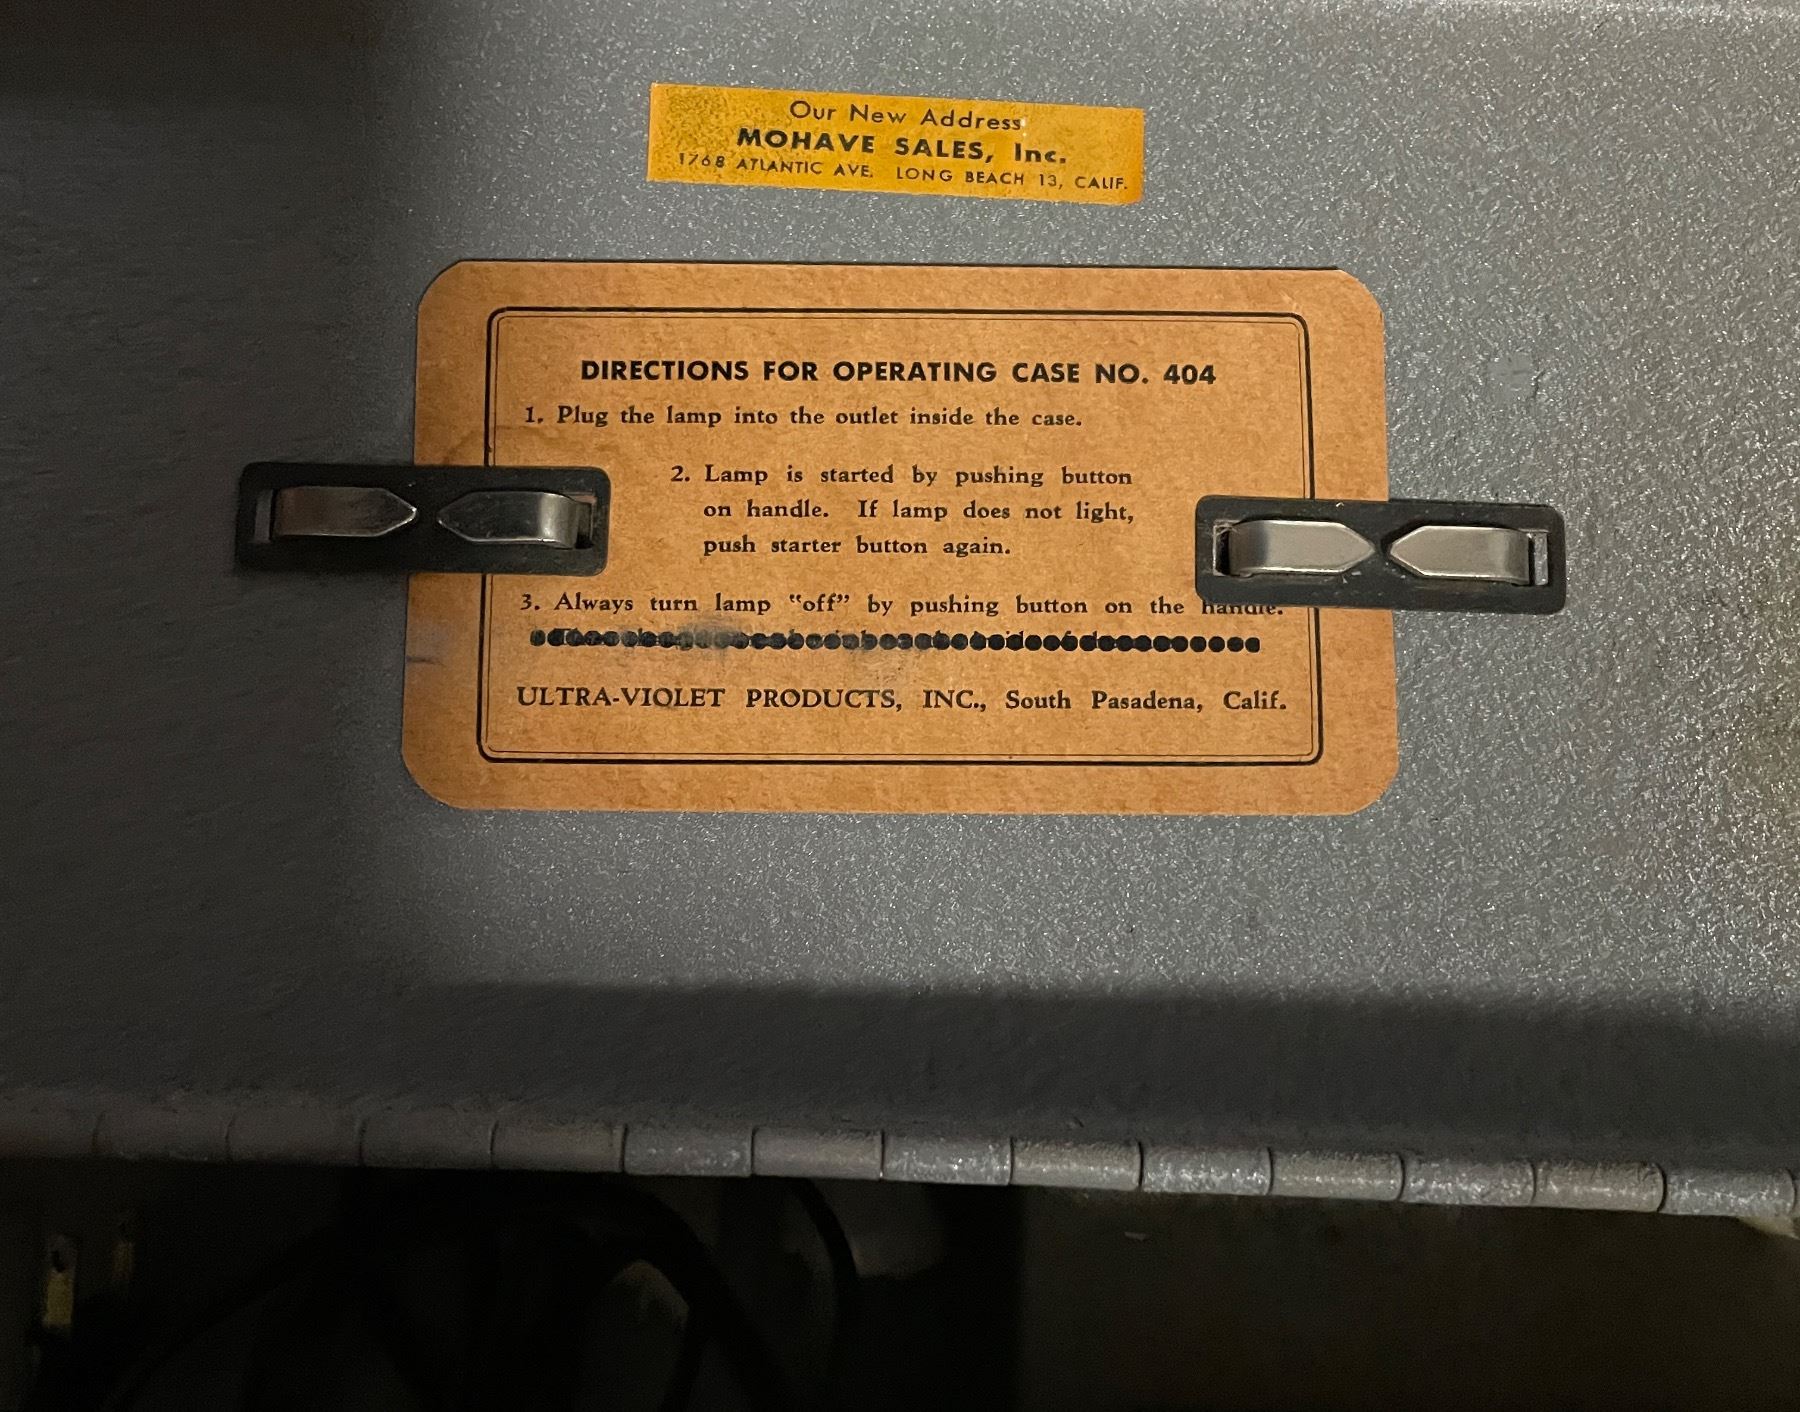 Our New Address
MOHAVE SALES, Inc.
1768 ATLANTIC AVE. LONG BEACH 13, CALIF.
DIRECTIONS FOR OPERATING CASE NO. 404
1. Plug the lamp into the outlet inside the case.
2. Lamp is started by pushing button
on handle. If lamp does not light,
push starter button again.
3. Always turn lamp "off" by pushing button on the handle.
ULTRA-VIOLET PRODUCTS, INC., South Pasadena, Calif.